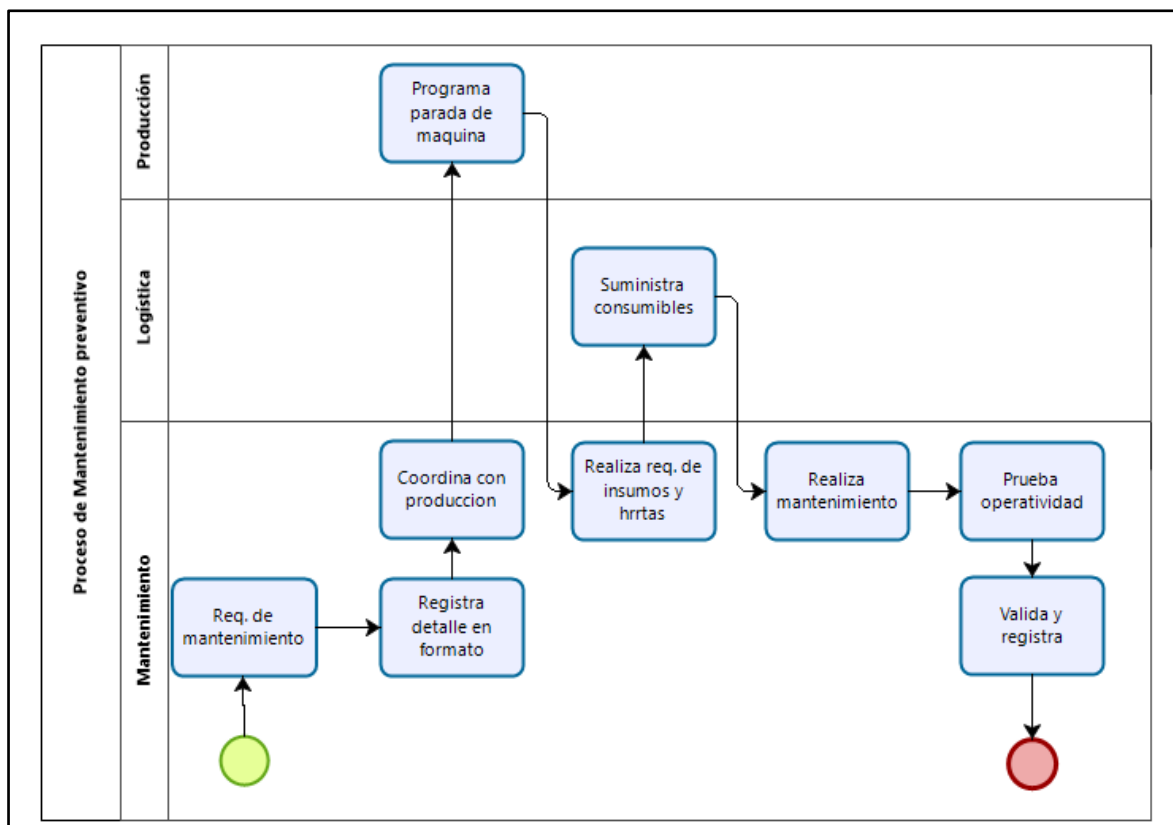 Proceso de Mantenimiento preventivo
Producción
Programa
parada de
maquina
Logística
Suministra
consumibles
Mantenimiento
Coordina con
produccion
Realiza req. de
insumos y
hrrtas
Realiza
mantenimiento
Prueba
operatividad
Req. de
mantenimiento
Registra
detalle en
formato
Valida y
registra